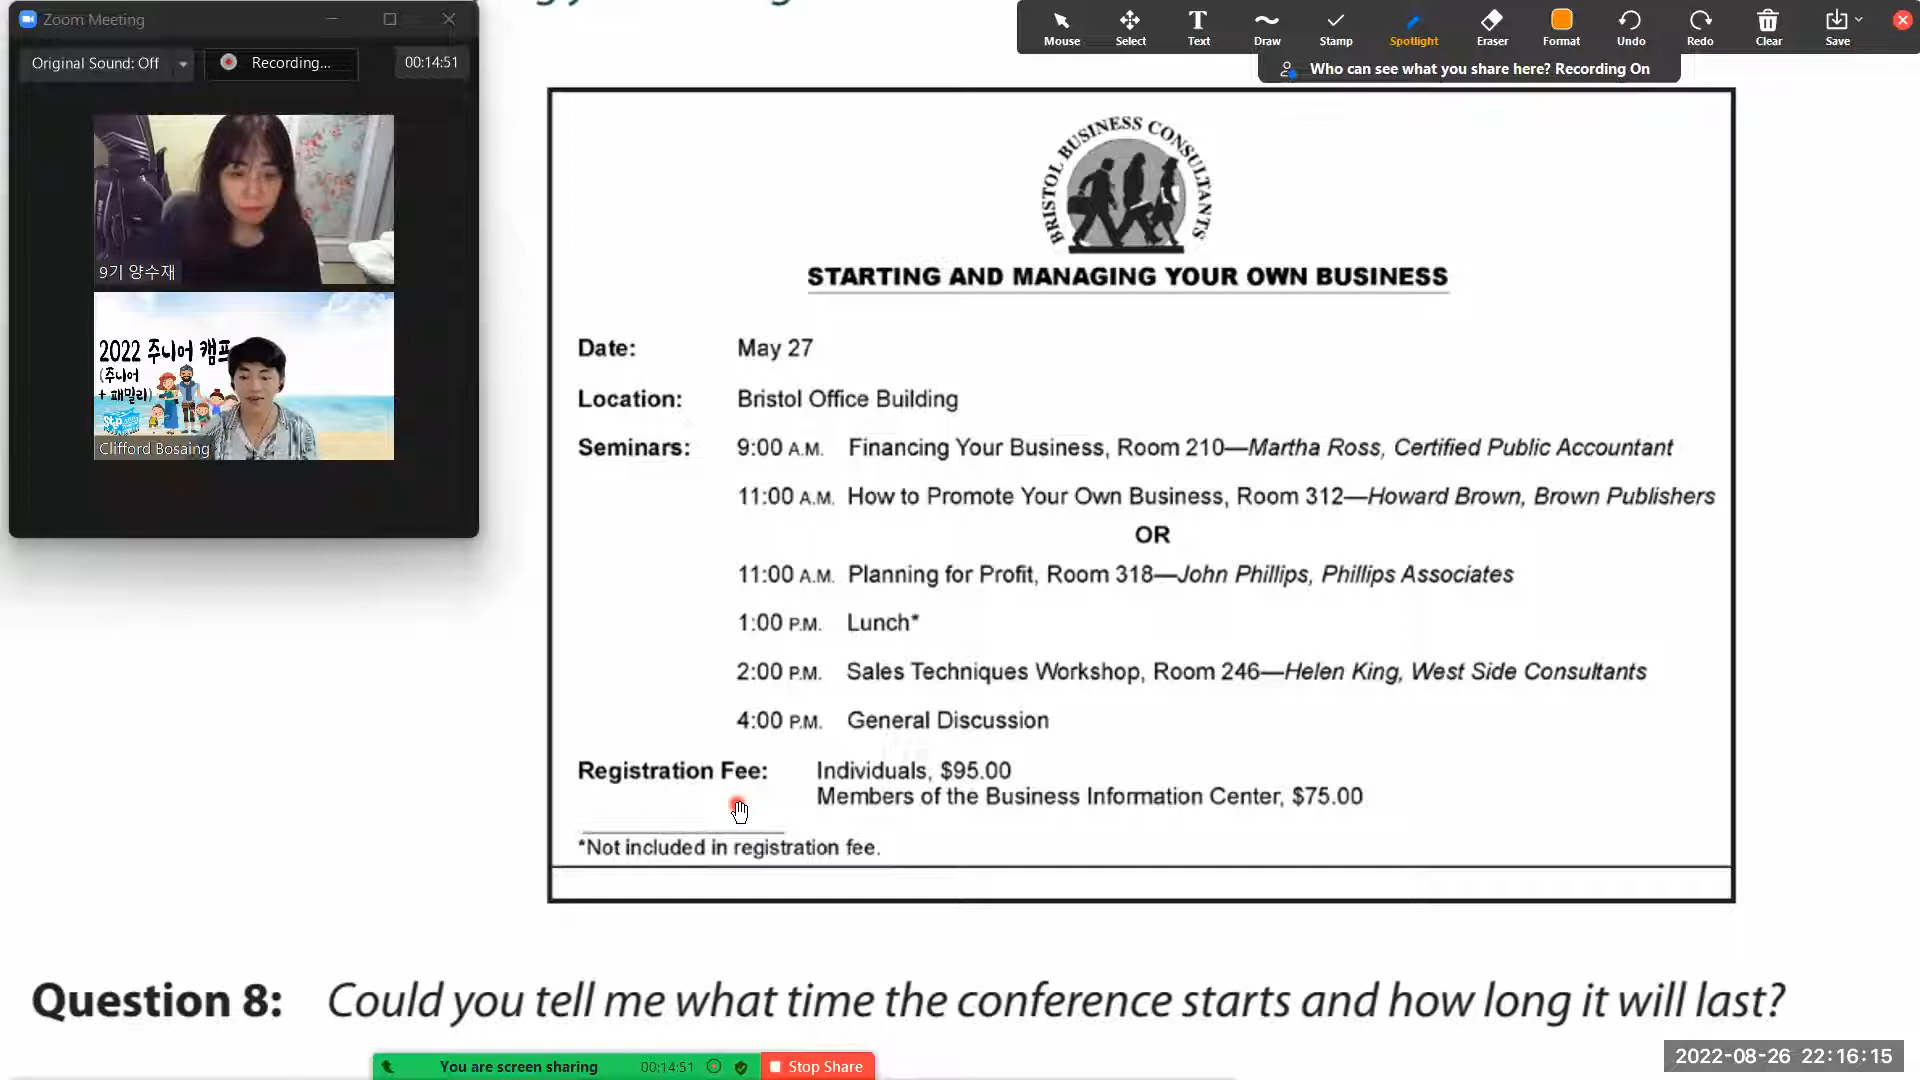 Zoom Meeting
Original Sound: Off
Recording...
00:14:51
9기 양수재
2022 주니어 캠프
(주니어
+ 패밀리)
Clifford Bosaing
Mouse
Select
Text
Draw
Stamp
Spotlight
Eraser
Format
Undo
Redo
Clear
Save
Who can see what you share here? Recording On
BRISTOL BUSINESS CONSULTANTS
STARTING AND MANAGING YOUR OWN BUSINESS
Date: May 27
Location: Bristol Office Building
Seminars: 9:00 A.M. Financing Your Business, Room 210—Martha Ross, Certified Public Accountant
11:00 A.M. How to Promote Your Own Business, Room 312—Howard Brown, Brown Publishers
OR
11:00 A.M. Planning for Profit, Room 318—John Phillips, Phillips Associates
1:00 P.M. Lunch*
2:00 P.M. Sales Techniques Workshop, Room 246—Helen King, West Side Consultants
4:00 P.M. General Discussion
Registration Fee: Individuals, $95.00
Members of the Business Information Center, $75.00
*Not included in registration fee.
Question 8: Could you tell me what time the conference starts and how long it will last?
You are screen sharing
00:14:51
Stop Share
2022-08-26 22:16:15